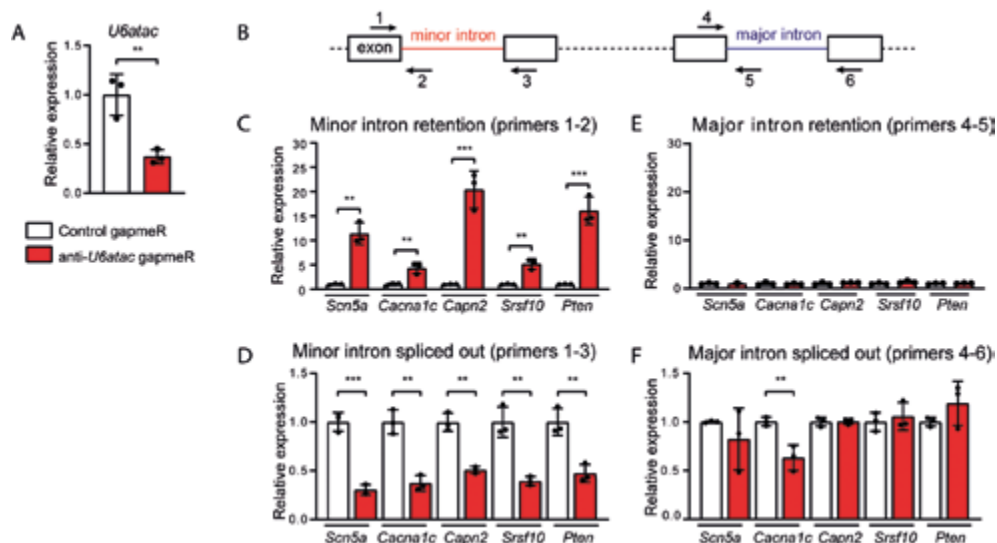 A
U6atac
**
Relative expression
1.5
1.0
0.5
0.0
Control gapmeR
anti-U6atac gapmeR
B
1
4
exon
minor intron
major intron
2
3
5
6
C
Minor intron retention (primers 1-2)
Relative expression
30
25
20
15
10
5
0
**
**
***
**
***
Scn5a Cacna1c Capn2 Srsf10 Pten
E
Major intron retention (primers 4-5)
Relative expression
30
25
20
15
10
5
0
Scn5a Cacna1c Capn2 Srsf10 Pten
D
Minor intron spliced out (primers 1-3)
Relative expression
1.5
1.0
0.5
0.0
***
**
**
**
**
Scn5a Cacna1c Capn2 Srsf10 Pten
F
Major intron spliced out (primers 4-6)
Relative expression
1.5
1.0
0.5
0.0
**
Scn5a Cacna1c Capn2 Srsf10 Pten